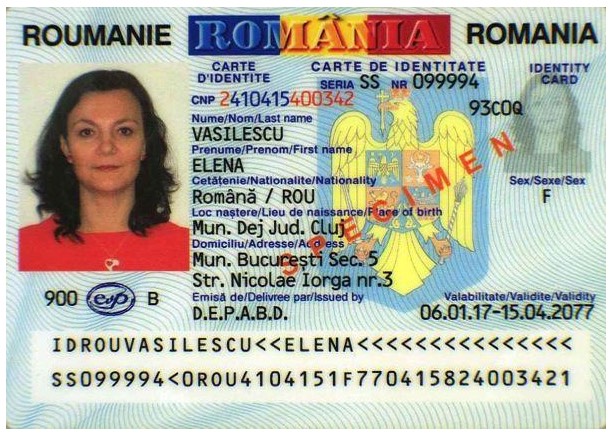 ROUMANIE ROMÂNIA ROMANIA
CARTE D'IDENTITE
CARTE DE IDENTITATE
IDENTITY CARD
SERIA SS NR 099994
CNP 2410415400342
93C0Q
Nume/Nom/Last name
VASILESCU
Prenume/Prenom/First name
ELENA
Cetăţenie/Nationalite/Nationality
Română / ROU
Sex/Sexe/Sex
F
Loc naştere/Lieu de naissance/Place of birth
Mun. Dej Jud. Cluj
Domiciliu/Adresse/Address
Mun. Bucureşti Sec. 5
Str. Nicolae Iorga nr.3
Emisă de/Delivree par/Issued by
D.E.P.A.B.D.
Valabilitate/Validite/Validity
06.01.17-15.04.2077
SPECIMEN
900 esp B
IDROUVASILESCU<<ELENA<<<<<<<<<<<<<<<
SS099994<0ROU4104151F770415824003421